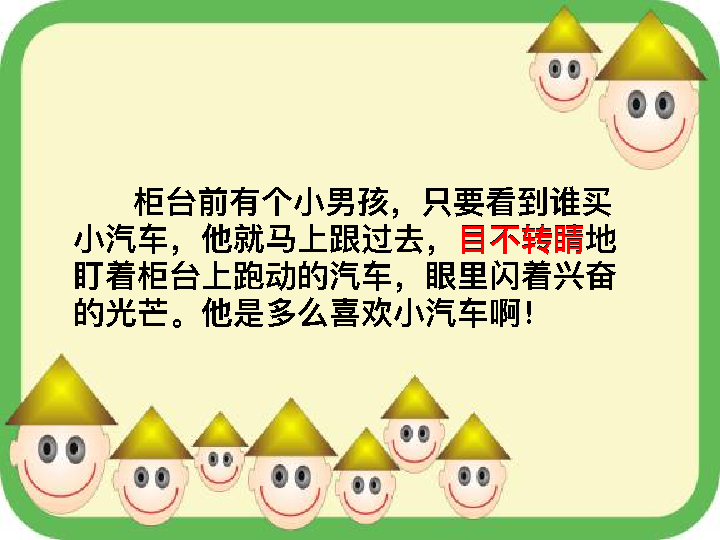 柜台前有个小男孩，只要看到谁买
小汽车，他就马上跟过去，目不转睛地
盯着柜台上跑动的汽车，眼里闪着兴奋
的光芒。他是多么喜欢小汽车啊！